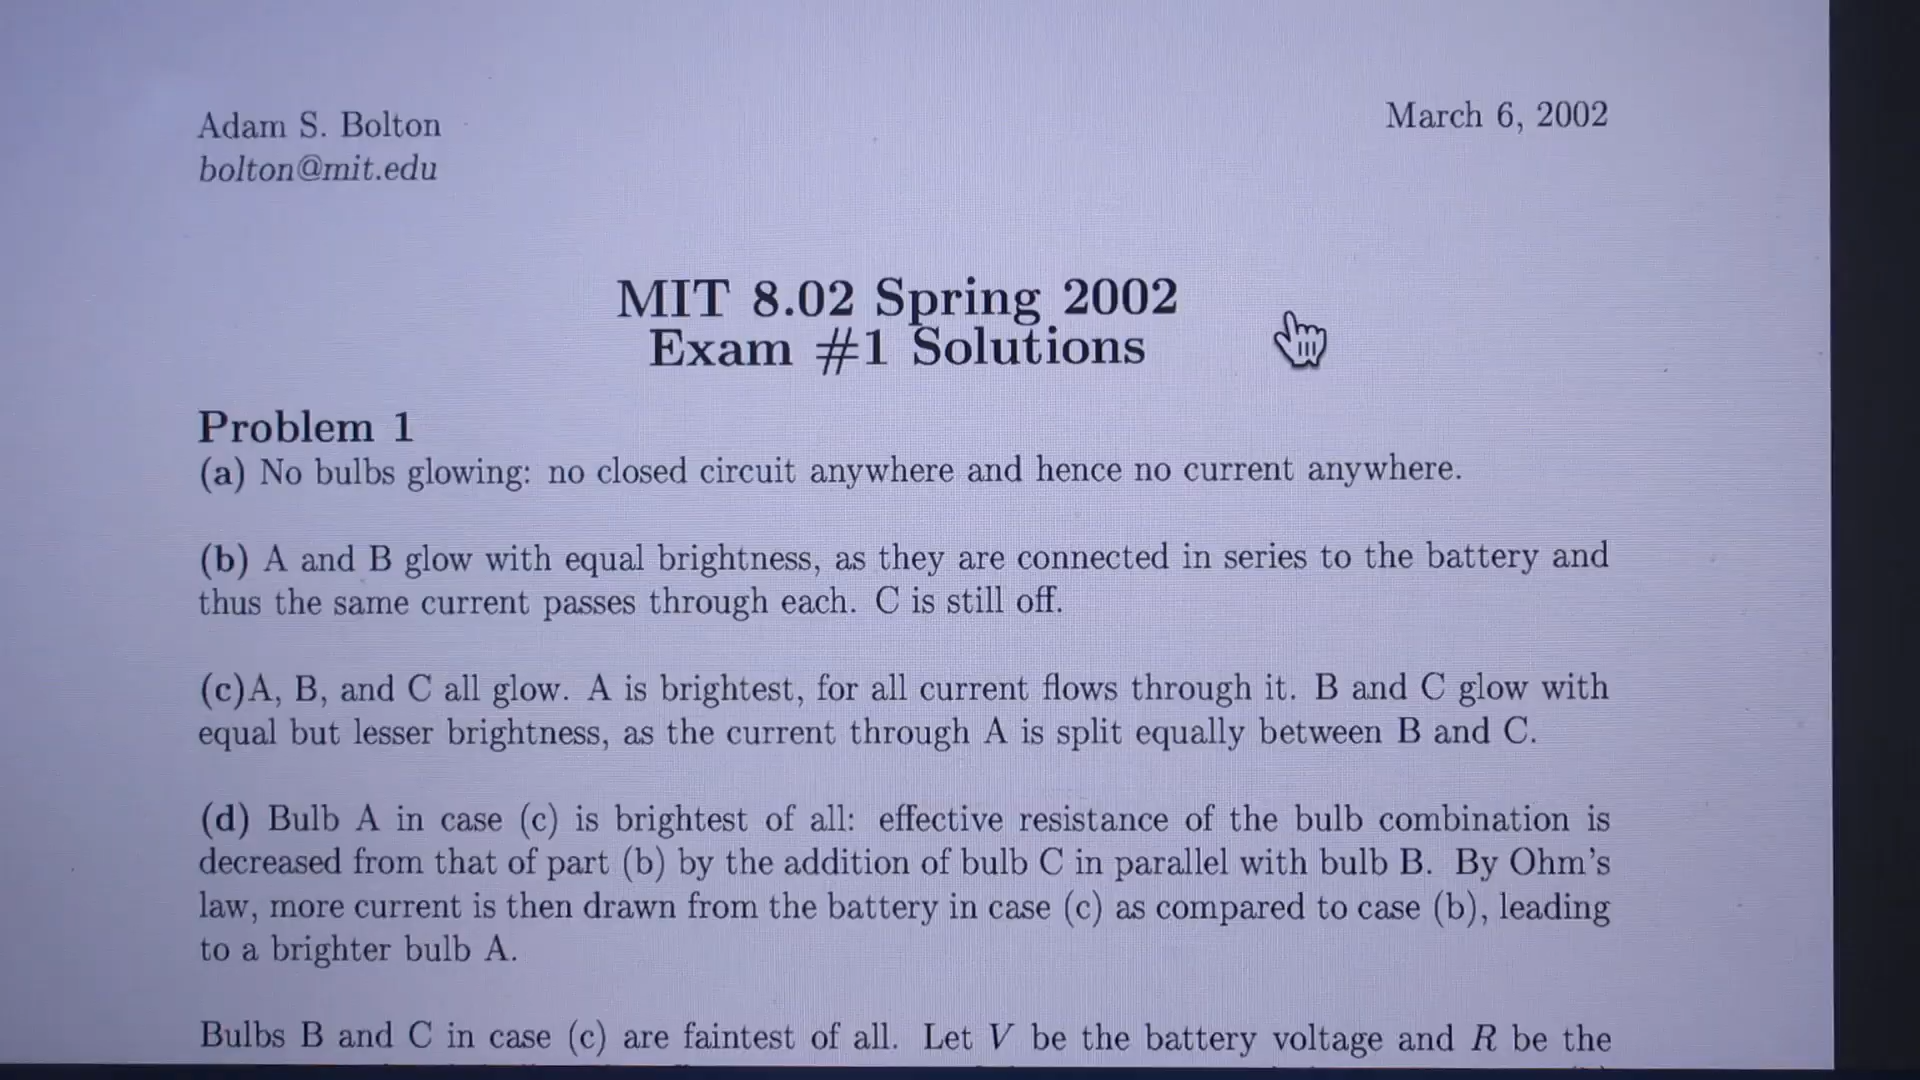 Adam S. Bolton
bolton@mit.edu
March 6, 2002
MIT 8.02 Spring 2002
Exam #1 Solutions
Problem 1
(a) No bulbs glowing: no closed circuit anywhere and hence no current anywhere.
(b) A and B glow with equal brightness, as they are connected in series to the battery and
thus the same current passes through each. C is still off.
(c)A, B, and C all glow. A is brightest, for all current flows through it. B and C glow with
equal but lesser brightness, as the current through A is split equally between B and C.
(d) Bulb A in case (c) is brightest of all: effective resistance of the bulb combination is
decreased from that of part (b) by the addition of bulb C in parallel with bulb B. By Ohm's
law, more current is then drawn from the battery in case (c) as compared to case (b), leading
to a brighter bulb A.
Bulbs B and C in case (c) are faintest of all. Let V be the battery voltage and R be the